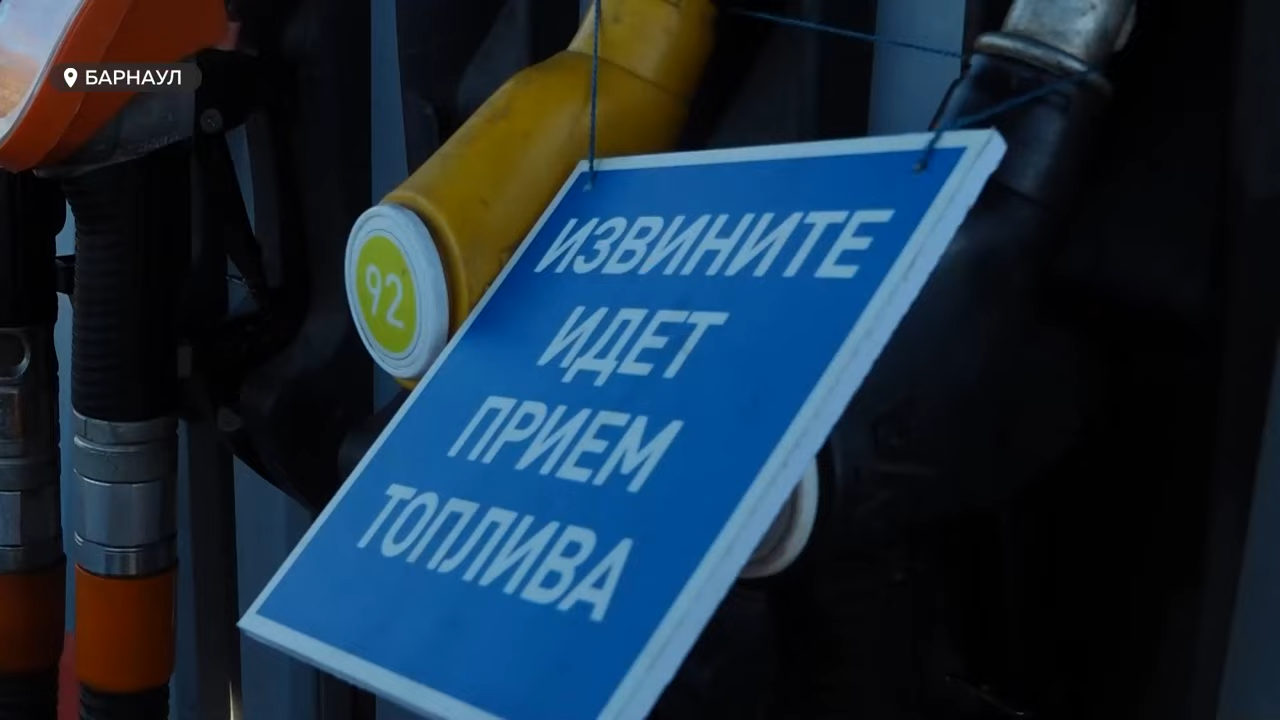 БАРНАУЛ
92
ИЗВИНИТЕ
ИДЕТ
ПРИЕМ
ТОПЛИВА